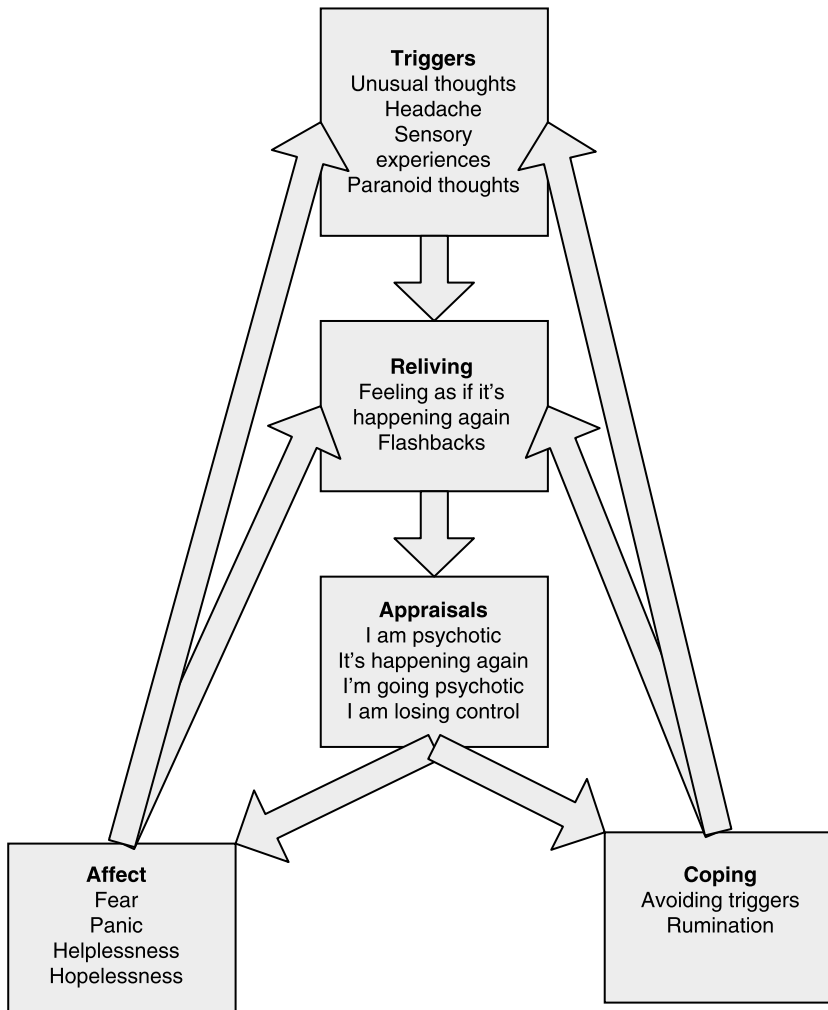 Triggers
Unusual thoughts
Headache
Sensory
experiences
Paranoid thoughts
Reliving
Feeling as if it’s
happening again
Flashbacks
Appraisals
I am psychotic
It’s happening again
I’m going psychotic
I am losing control
Affect
Fear
Panic
Helplessness
Hopelessness
Coping
Avoiding triggers
Rumination